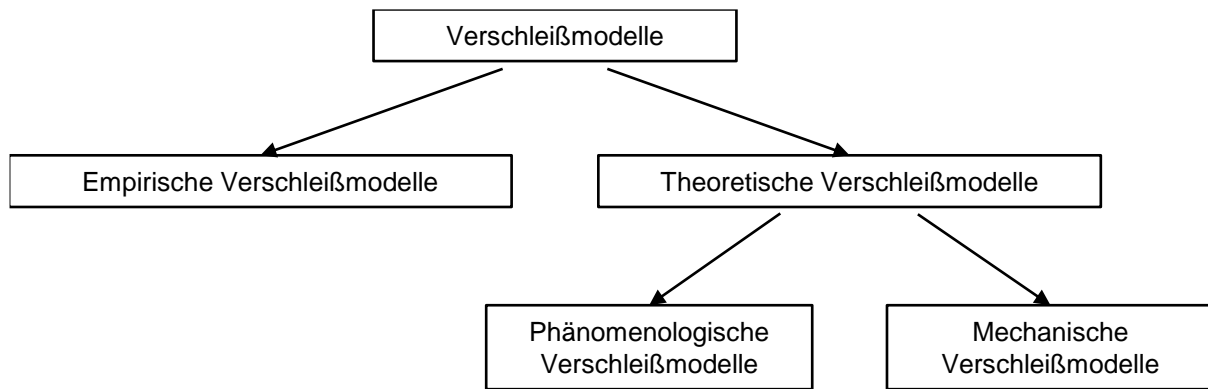 Verschleißmodelle
Empirische Verschleißmodelle
Theoretische Verschleißmodelle
Phänomenologische
Verschleißmodelle
Mechanische
Verschleißmodelle